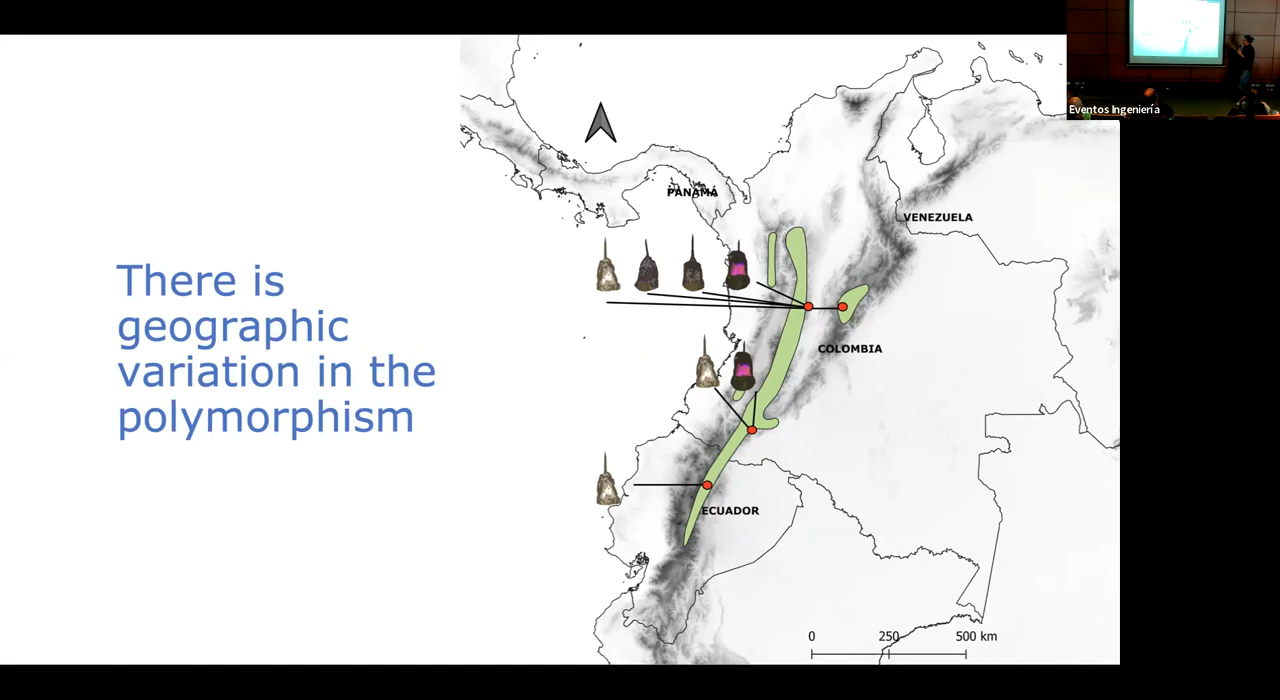 Eventos Ingeniería
PANAMÁ
VENEZUELA
There is
geographic
variation in the
polymorphism
COLOMBIA
ECUADOR
0 250 500 km